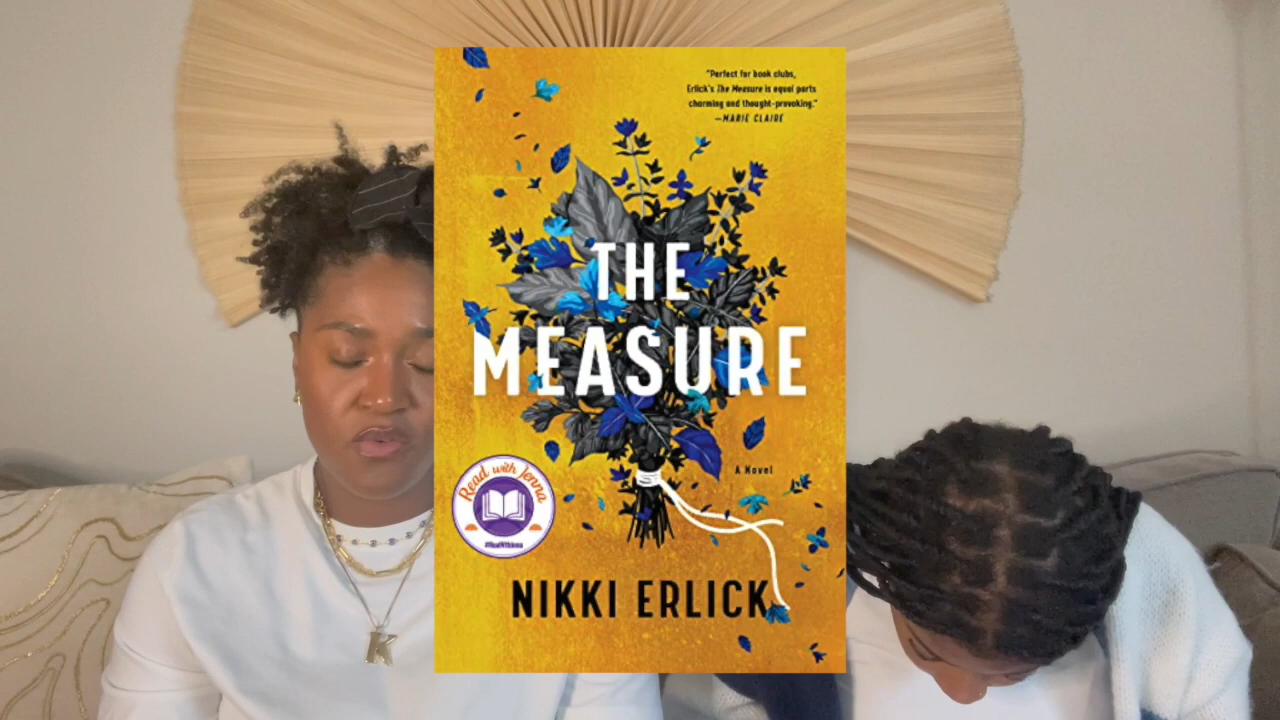 "Perfect for book clubs,
Erlick's The Measure is equal parts
charming and thought-provoking."
—MARIE CLAIRE
THE
MEASURE
A Novel
Read with Jenna
#ReadWithJenna
NIKKI ERLICK
K